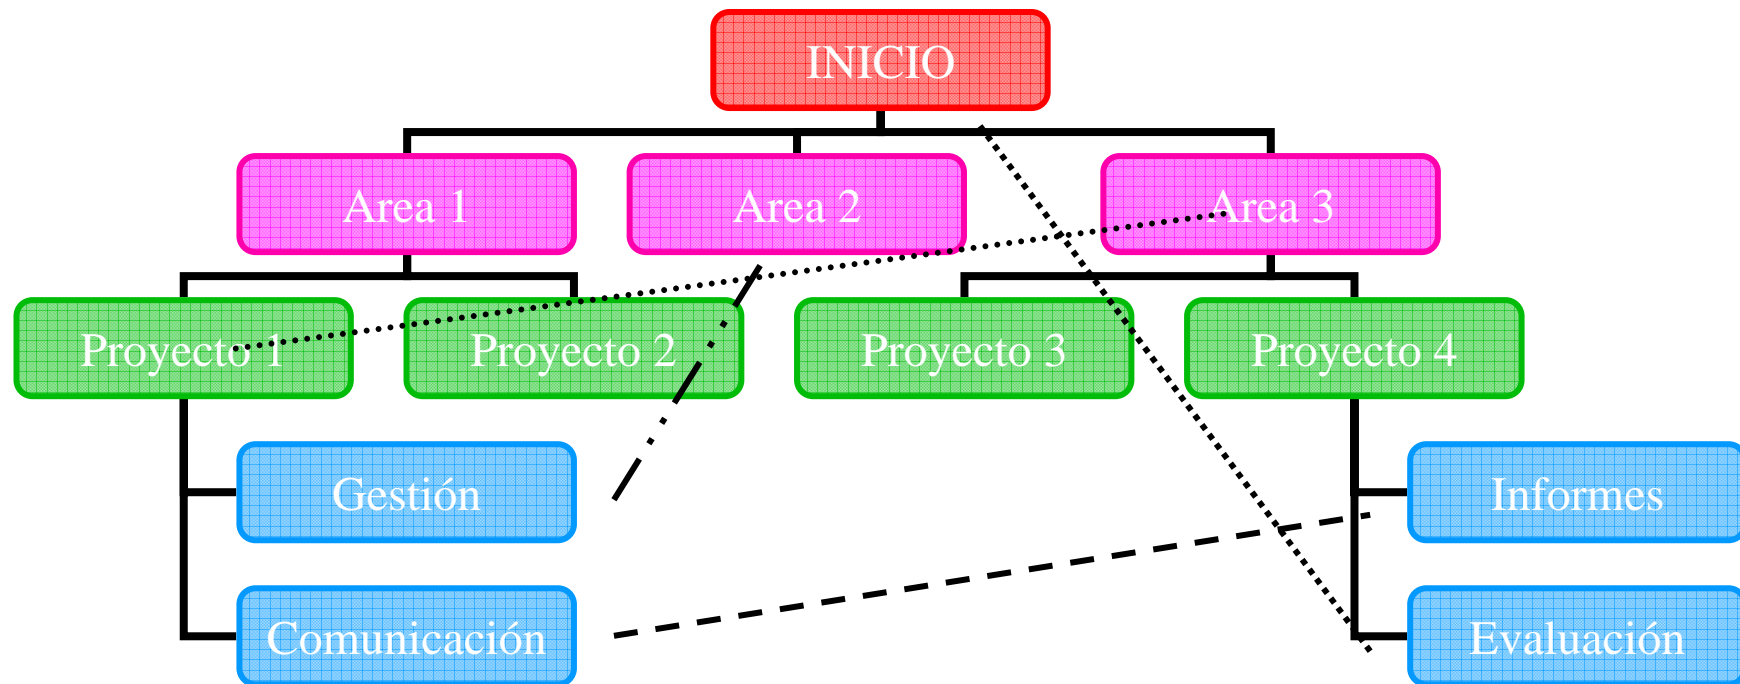 INICIO
Area 1
Area 2
Area 3
Proyecto 1
Proyecto 2
Proyecto 3
Proyecto 4
Gestión
Informes
Comunicación
Evaluación